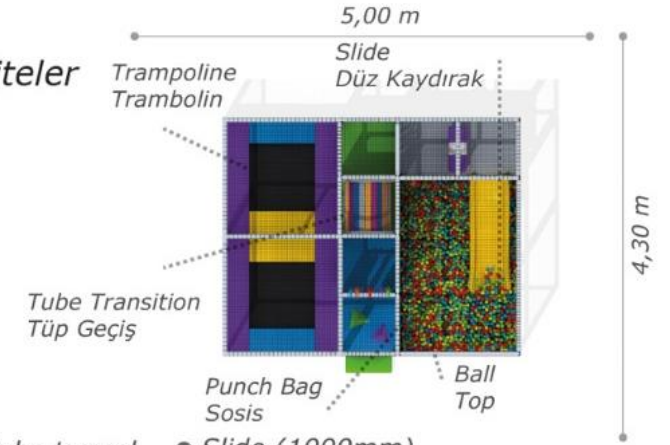 5,00 m
iteler
Trampoline
Trambolin
Slide
Düz Kaydırak
4,30 m
Tube Transition
Tüp Geçiş
Punch Bag
Sosis
Ball
Top
● Slide (1000mm)